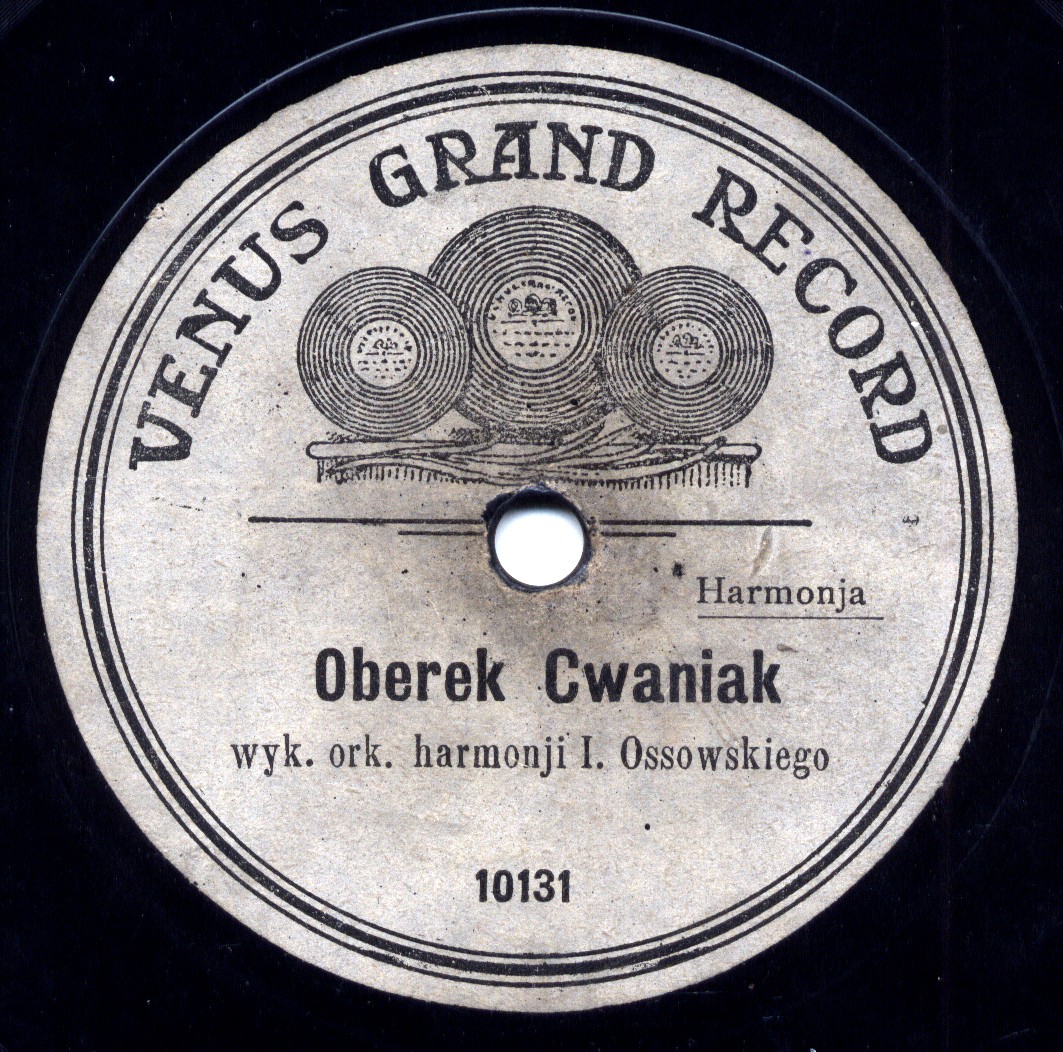 VENUS GRAND RECORD
Harmonja
Oberek Cwaniak
wyk. ork. harmonji I. Ossowskiego
10131